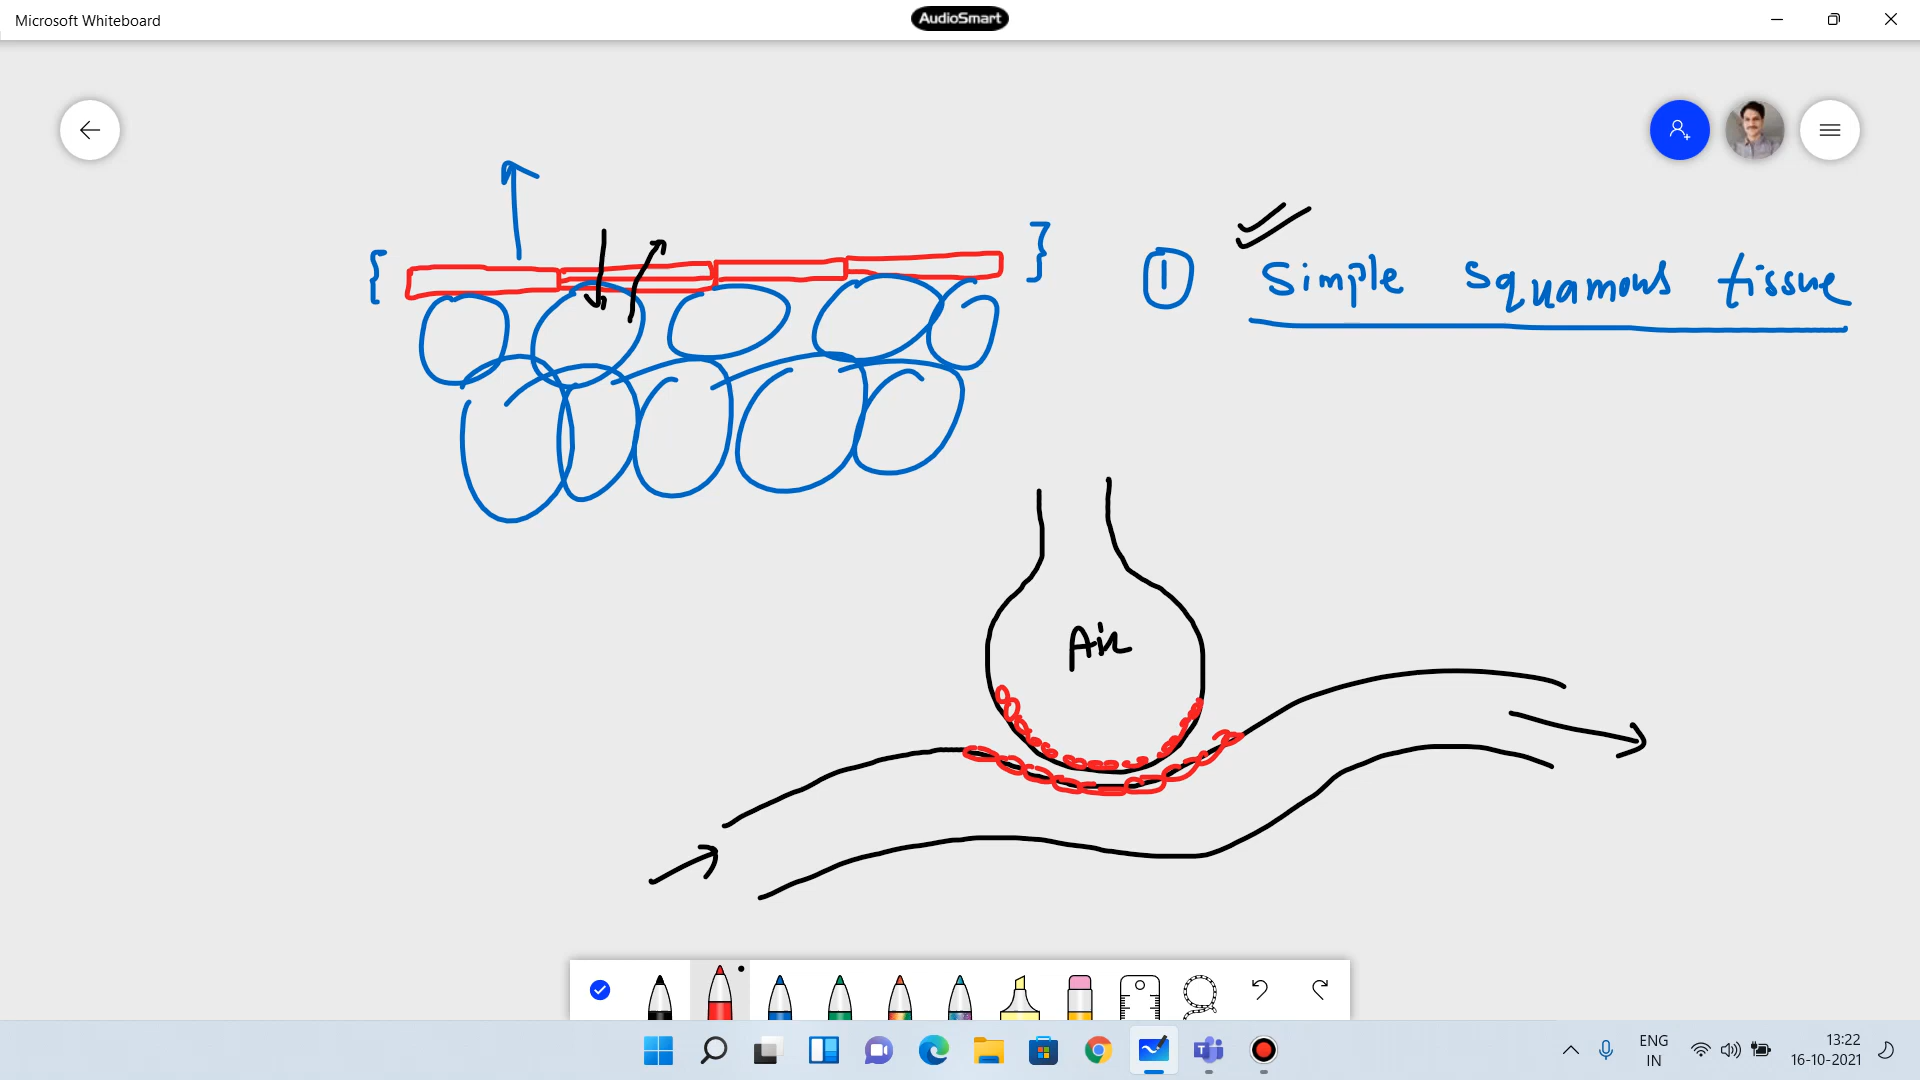 Microsoft Whiteboard
AudioSmart
① Simple Squamous tissue
Air
ENG
IN
13:22
16-10-2021